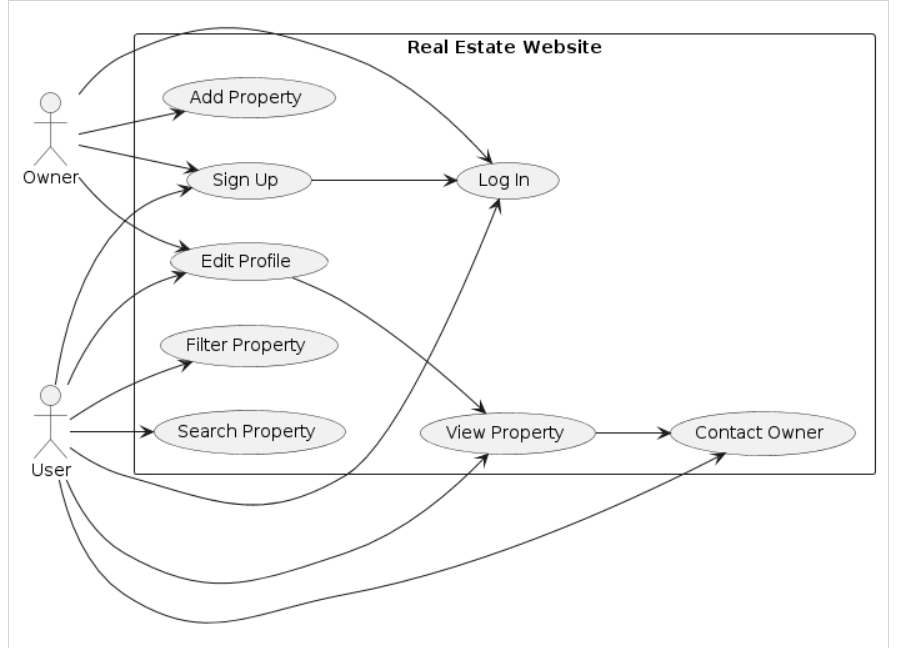 Real Estate Website
Add Property
Owner
Sign Up
Log In
Edit Profile
Filter Property
User
Search Property
View Property
Contact Owner